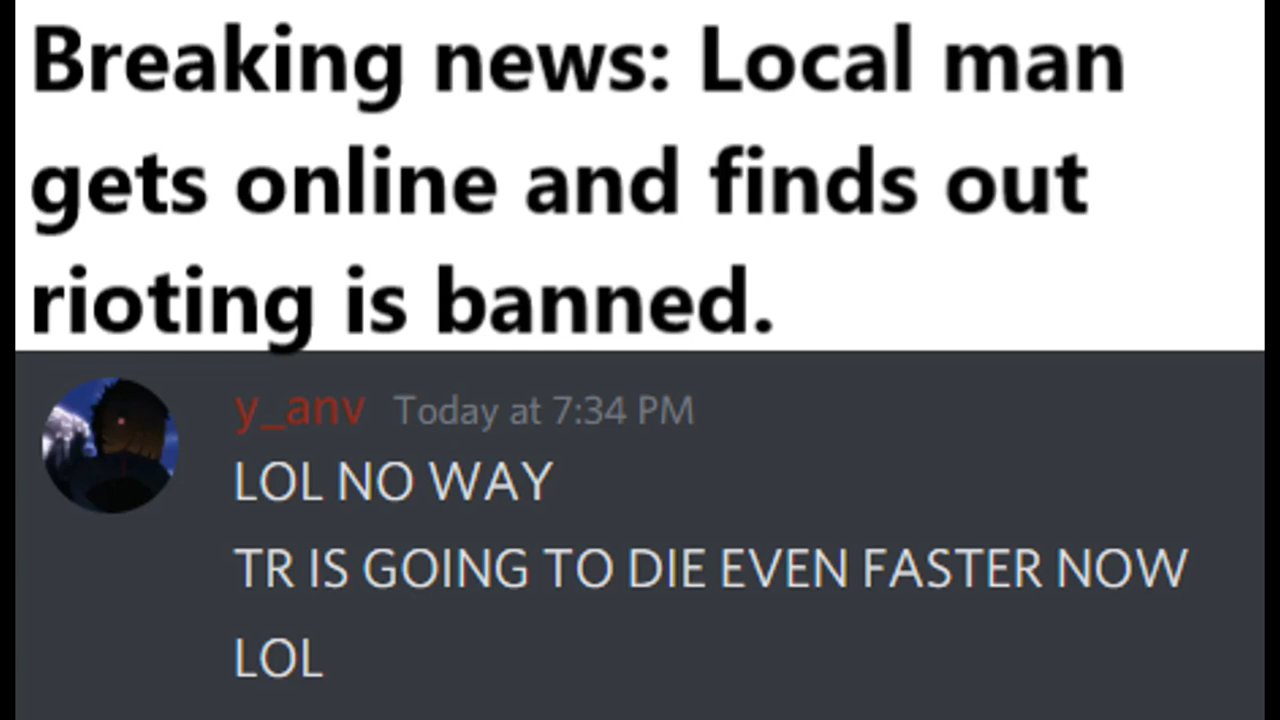 Breaking news: Local man
gets online and finds out
rioting is banned.
y_anv Today at 7:34 PM
LOL NO WAY
TR IS GOING TO DIE EVEN FASTER NOW
LOL